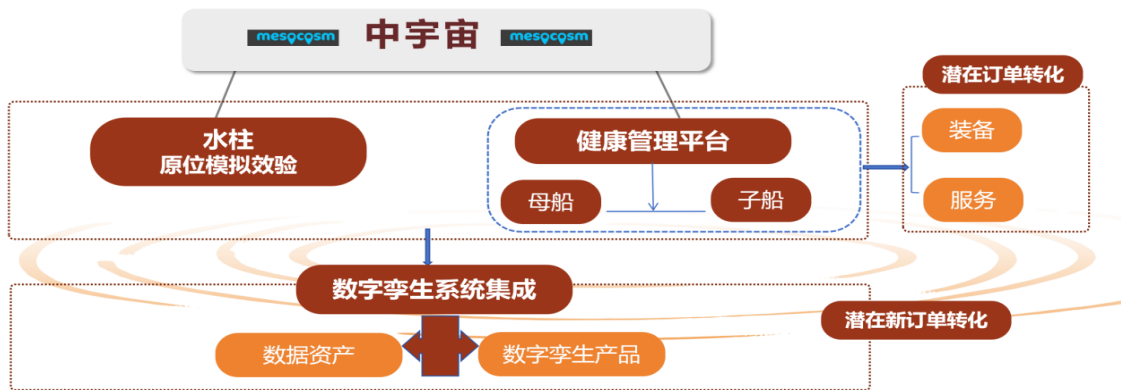 mesocosm 中宇宙 mesocosm
潜在订单转化
水柱
原位模拟效验
健康管理平台
装备
母船
子船
服务
数字孪生系统集成
潜在新订单转化
数据资产
数字孪生产品